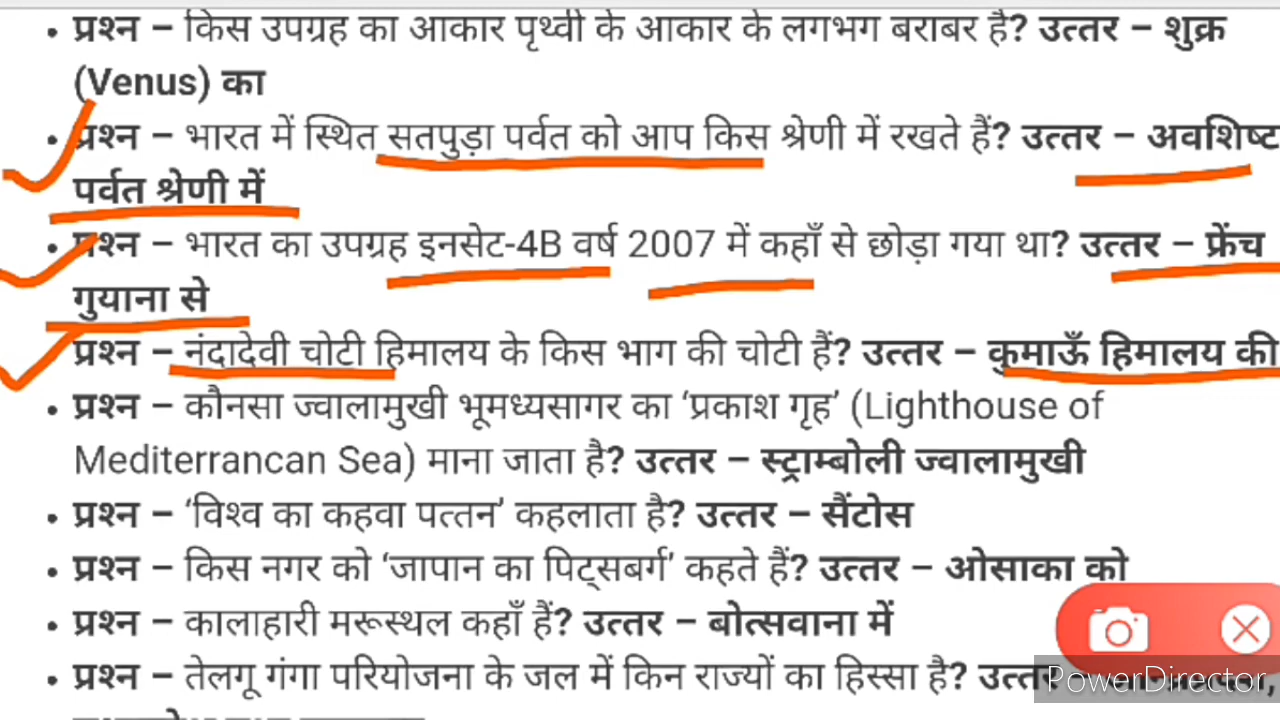 • प्रश्न – किस उपग्रह का आकार पृथ्वी के आकार के लगभग बराबर है? उत्तर – शुक्र
(Venus) का
• प्रश्न – भारत में स्थित सतपुड़ा पर्वत को आप किस श्रेणी में रखते हैं? उत्तर – अवशिष्ट
पर्वत श्रेणी में
• प्रश्न – भारत का उपग्रह इनसेट-4B वर्ष 2007 में कहाँ से छोड़ा गया था? उत्तर – फ्रेंच
गुयाना से
प्रश्न – नंदादेवी चोटी हिमालय के किस भाग की चोटी हैं? उत्तर – कुमाऊँ हिमालय की
• प्रश्न – कौनसा ज्वालामुखी भूमध्यसागर का ‘प्रकाश गृह’ (Lighthouse of
Mediterrancan Sea) माना जाता है? उत्तर – स्ट्राम्बोली ज्वालामुखी
• प्रश्न – ‘विश्व का कहवा पत्तन’ कहलाता है? उत्तर – सैंटोस
• प्रश्न – किस नगर को ‘जापान का पिट्सबर्ग’ कहते हैं? उत्तर – ओसाका को
• प्रश्न – कालाहारी मरूस्थल कहाँ हैं? उत्तर – बोत्सवाना में
• प्रश्न – तेलगू गंगा परियोजना के जल में किन राज्यों का हिस्सा है? उत्तर
PowerDirector